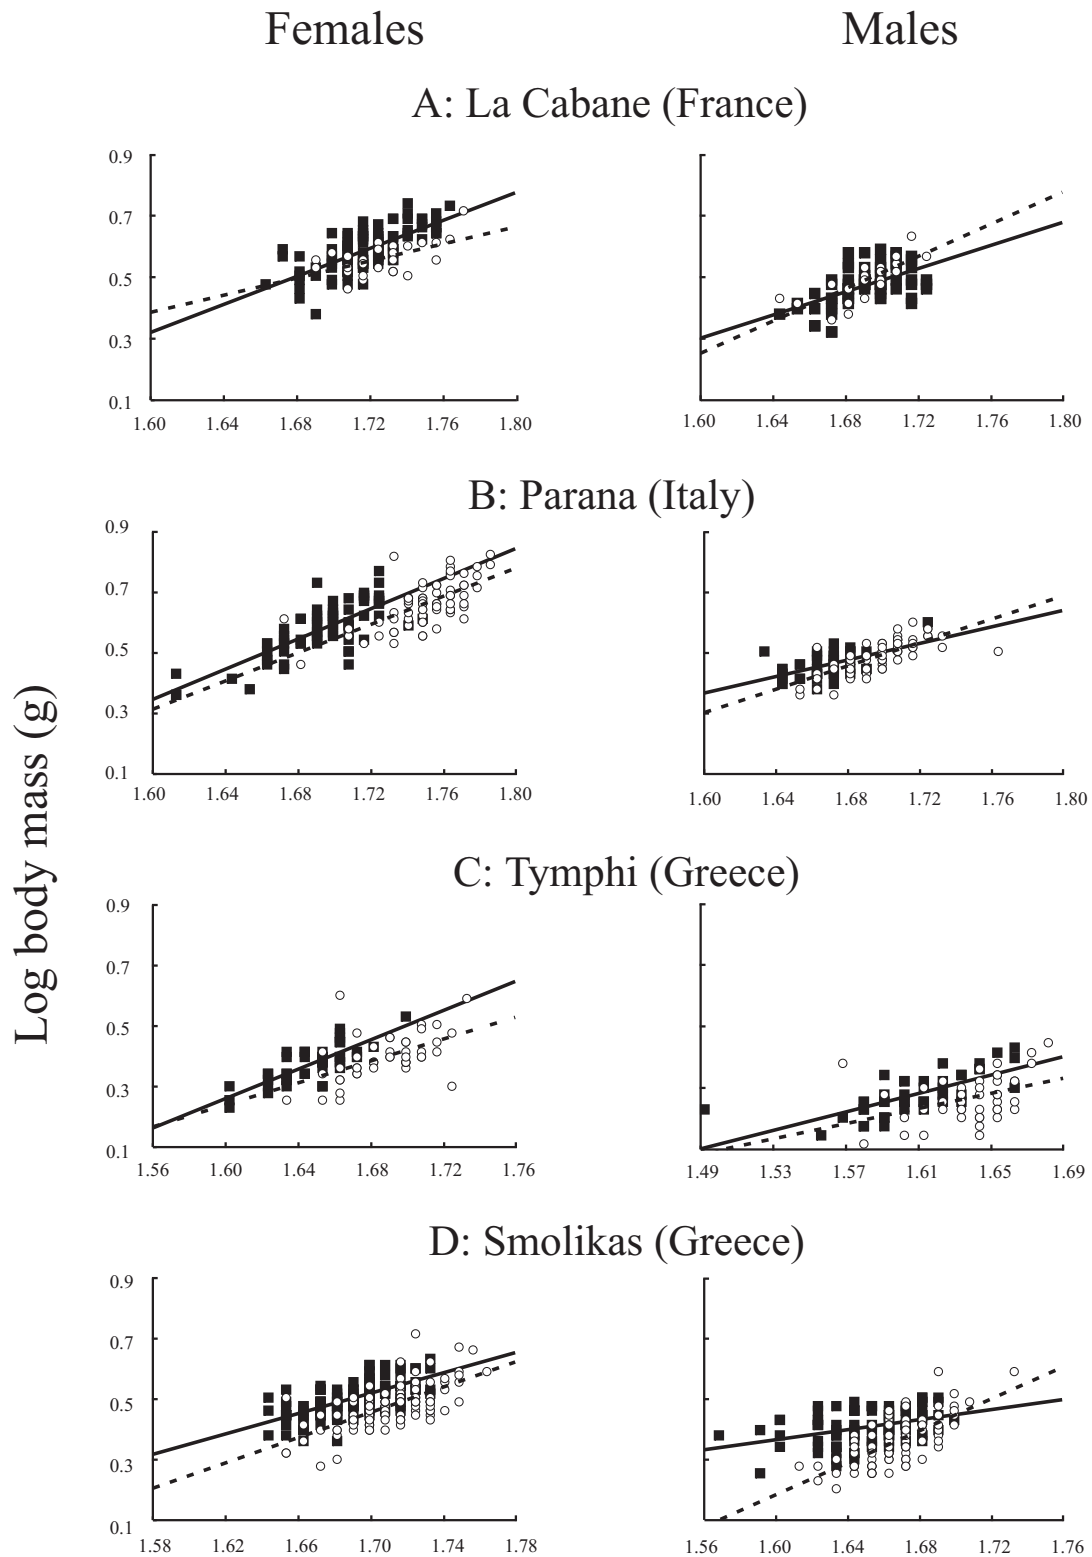 Females Males
A: La Cabane (France)
0.9
0.7
0.5
0.3
0.1
1.60 1.64 1.68 1.72 1.76 1.80 1.60 1.64 1.68 1.72 1.76 1.80
B: Parana (Italy)
0.9
0.7
0.5
0.3
0.1
1.60 1.64 1.68 1.72 1.76 1.80 1.60 1.64 1.68 1.72 1.76 1.80
Log body mass (g)
C: Tymphi (Greece)
0.9
0.7
0.5
0.3
0.1
1.56 1.60 1.64 1.68 1.72 1.76 1.49 1.53 1.57 1.61 1.65 1.69
D: Smolikas (Greece)
0.9
0.7
0.5
0.3
0.1
1.58 1.62 1.66 1.70 1.74 1.78 1.56 1.60 1.64 1.68 1.72 1.76